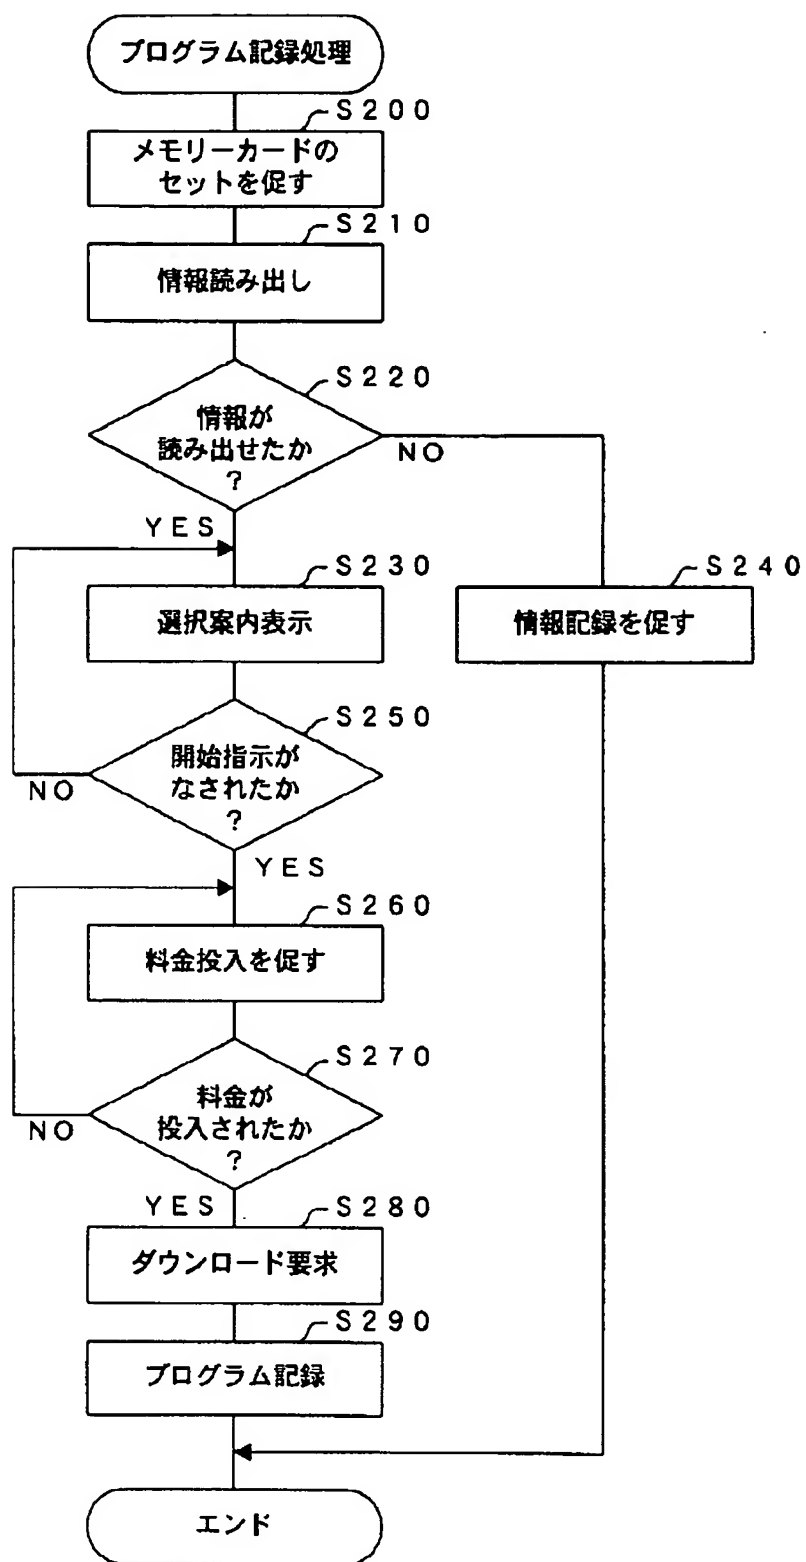 プログラム記録処理
S200
メモリーカードの
セットを促す
S210
情報読み出し
S220
情報が
読み出せたか
?
NO
YES
S230
選択案内表示
S240
情報記録を促す
S250
開始指示が
なされたか
?
NO
YES
S260
料金投入を促す
S270
料金が
投入されたか
?
NO
YES
S280
ダウンロード要求
S290
プログラム記録
エンド